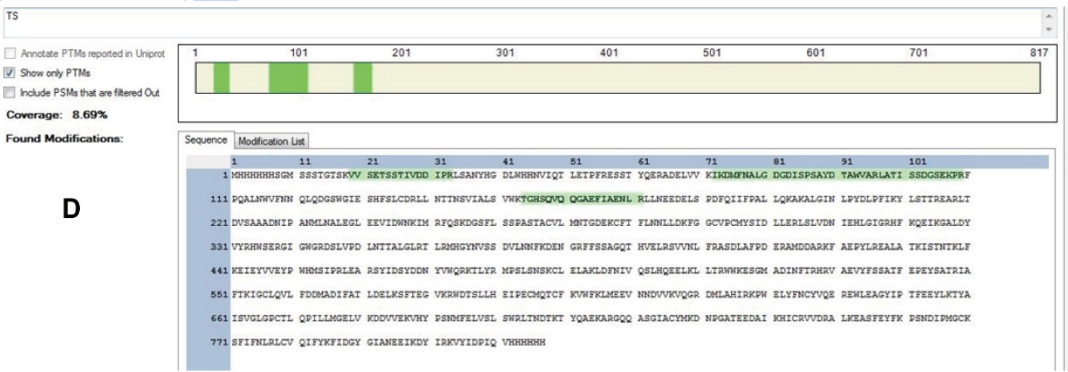 TS
Annotate PTMs reported in Uniprot
Show only PTMs
Include PSMs that are filtered Out
Coverage: 8.69%
Found Modifications:
D
1 101 201 301 401 501 601 701 817
Sequence Modification List
1 11 21 31 41 51 61 71 81 91 101
1 MHHHHHHSGM SSSTGTSKVV SETSSTIVDD IPRLSANYHG DLWHHNVIQT LETPFRESST YQERADELVV KIKDMFNALG DGDISPSAYD TAWVARLATI SSDGSEKPRF
111 PQALNWVFNN QLQDGSWGIE SHFSLCDRLL NTTNSVIALS VWKTGHSQVQ QGAEFIAENL RLLNEEDELS PDFQIIFPAL LQKAKALGIN LPYDLPFIKY LSTTREARLT
221 DVSAAADNIP ANMLNALEGL EEVIDWNKIM RFQSKDGSFL SSPASTACVL MNTGDEKCFT FLNNLLDKFG GCVPCMYSID LLERLSLVDN IEHLGIGRHF KQEIKGALDY
331 VYRHWSERGI GWGRDSLVPD LNTTALGLRT LRMHGYNVSS DVLNNFKDEN GRFFSSAGQT HVELRSVVNL FRASDLAFPD ERAMDDARKF AEPYLREALA TKISTNTKLF
441 KEIEYVVEYP WHMSIPRLEA RSYIDSYDDN YVWQRKTLYR MPSLSNSKCL ELAKLDFNIV QSLHQEELKL LTRWWKESGM ADINFTRHRV AEVYFSSATF EPEYSATRIA
551 FTKIGCLQVL FDDMADIFAT LDELKSFTEG VKRWDTSLLH EIPECMQTCF KVWFKLMEEV NNDVVKVQGR DMLAHIRKPW ELYFNCYVQE REWLEAGYIP TFEEYLKTYA
661 ISVGLGPCTL QPILLMGELV KDDVVEKVHY PSNMFELVSL SWRLTNDTKT YQAEKARGQQ ASGIACYMKD NPGATEEDAI KHICRVVDRA LKEASFEYFK PSNDIPMGCK
771 SFIFNLRLCV QIFYKFIDGY GIANEEIKDY IRKVYIDPIQ VHHHHHH